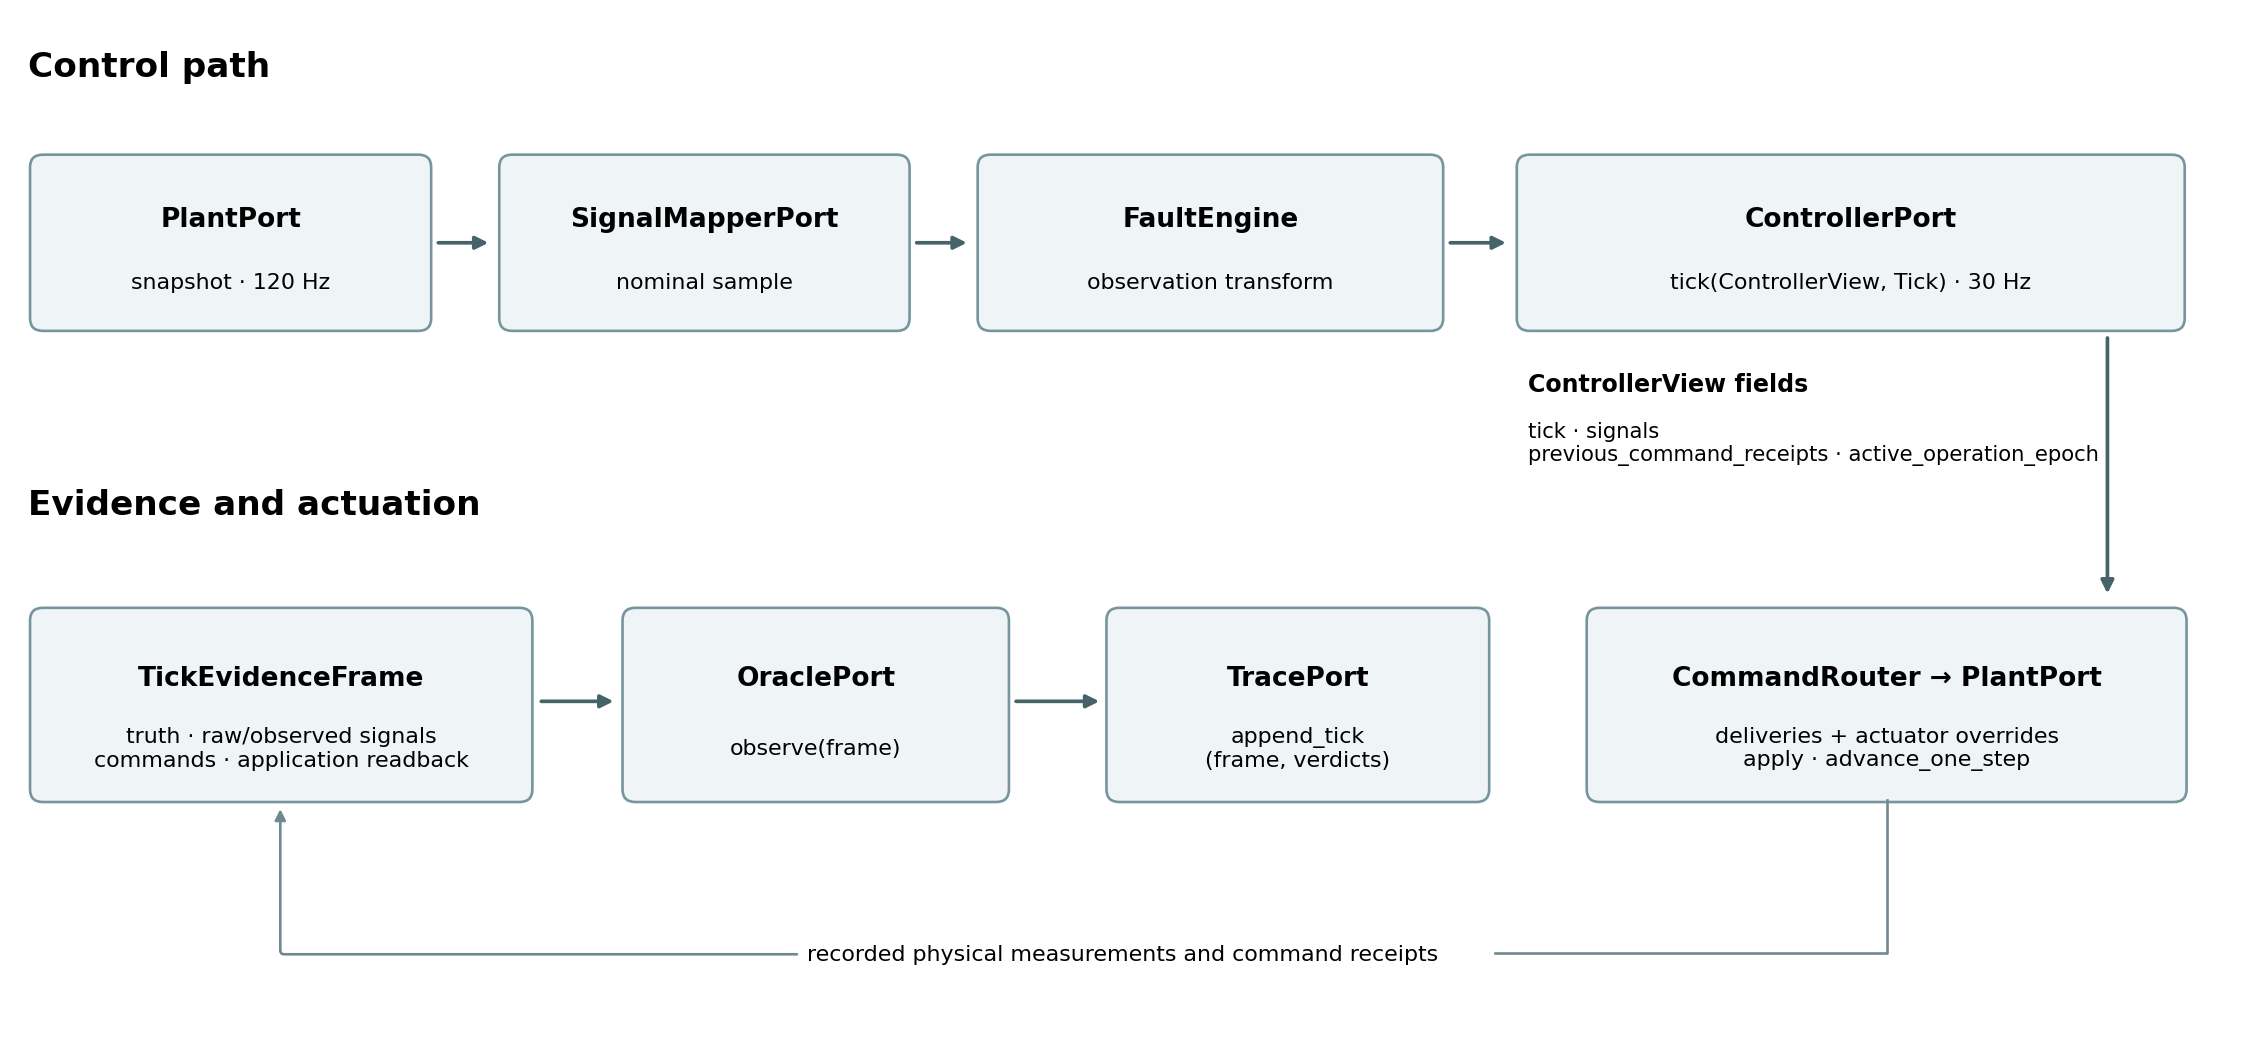 Control path
PlantPort
snapshot · 120 Hz
SignalMapperPort
nominal sample
FaultEngine
observation transform
ControllerPort
tick(ControllerView, Tick) · 30 Hz
ControllerView fields
tick · signals
previous_command_receipts · active_operation_epoch
Evidence and actuation
TickEvidenceFrame
truth · raw/observed signals
commands · application readback
OraclePort
observe(frame)
TracePort
append_tick
(frame, verdicts)
CommandRouter → PlantPort
deliveries + actuator overrides
apply · advance_one_step
recorded physical measurements and command receipts